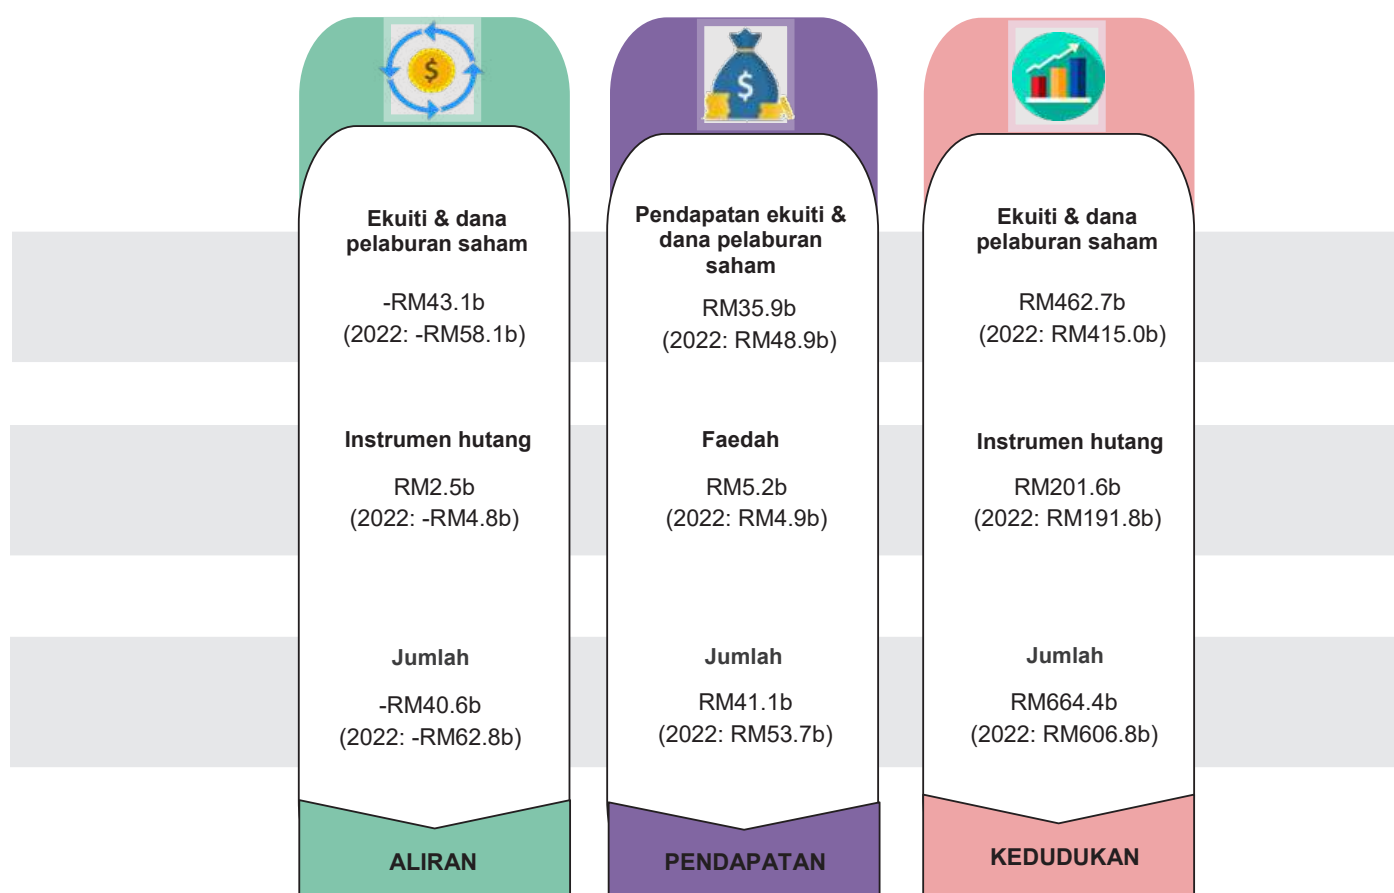 Ekuiti & dana
pelaburan saham
-RM43.1b
(2022: -RM58.1b)
Instrumen hutang
RM2.5b
(2022: -RM4.8b)
Jumlah
-RM40.6b
(2022: -RM62.8b)
ALIRAN
Pendapatan ekuiti &
dana pelaburan
saham
RM35.9b
(2022: RM48.9b)
Faedah
RM5.2b
(2022: RM4.9b)
Jumlah
RM41.1b
(2022: RM53.7b)
PENDAPATAN
Ekuiti & dana
pelaburan saham
RM462.7b
(2022: RM415.0b)
Instrumen hutang
RM201.6b
(2022: RM191.8b)
Jumlah
RM664.4b
(2022: RM606.8b)
KEDUDUKAN